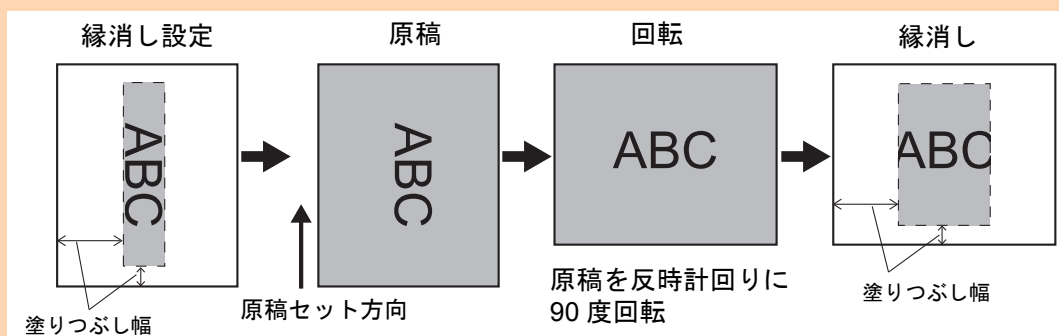 縁消し設定
原稿
回転
縁消し
ABC
ABC
ABC
ABC
塗りつぶし幅
原稿セット方向
原稿を反時計回りに
90 度回転
塗りつぶし幅